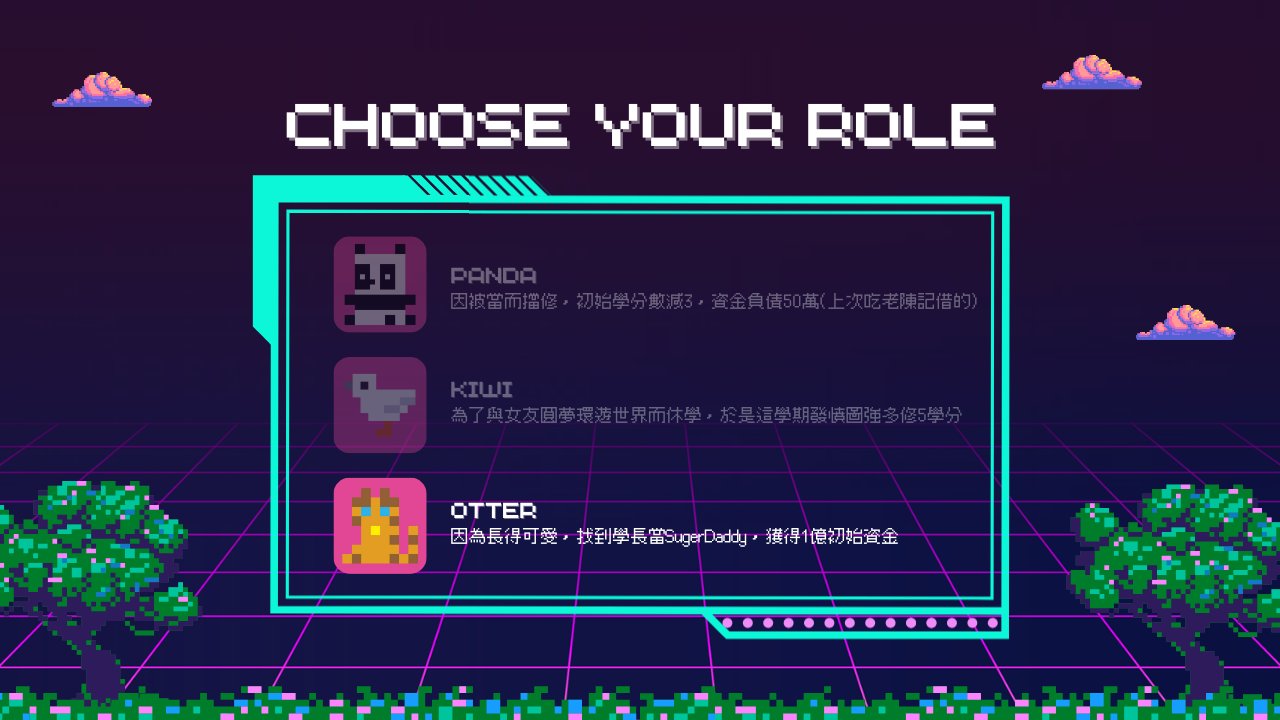 CHOOSE YOUR ROLE
PANDA
因被當而擋修，初始學分數減3，資金負債50萬(上次吃老陳記借的)
KIWI
為了與女友圓夢環遊世界而休學，於是這學期發憤圖強多修5學分
OTTER
因為長得可愛，找到學長當SugerDaddy，獲得1億初始資金